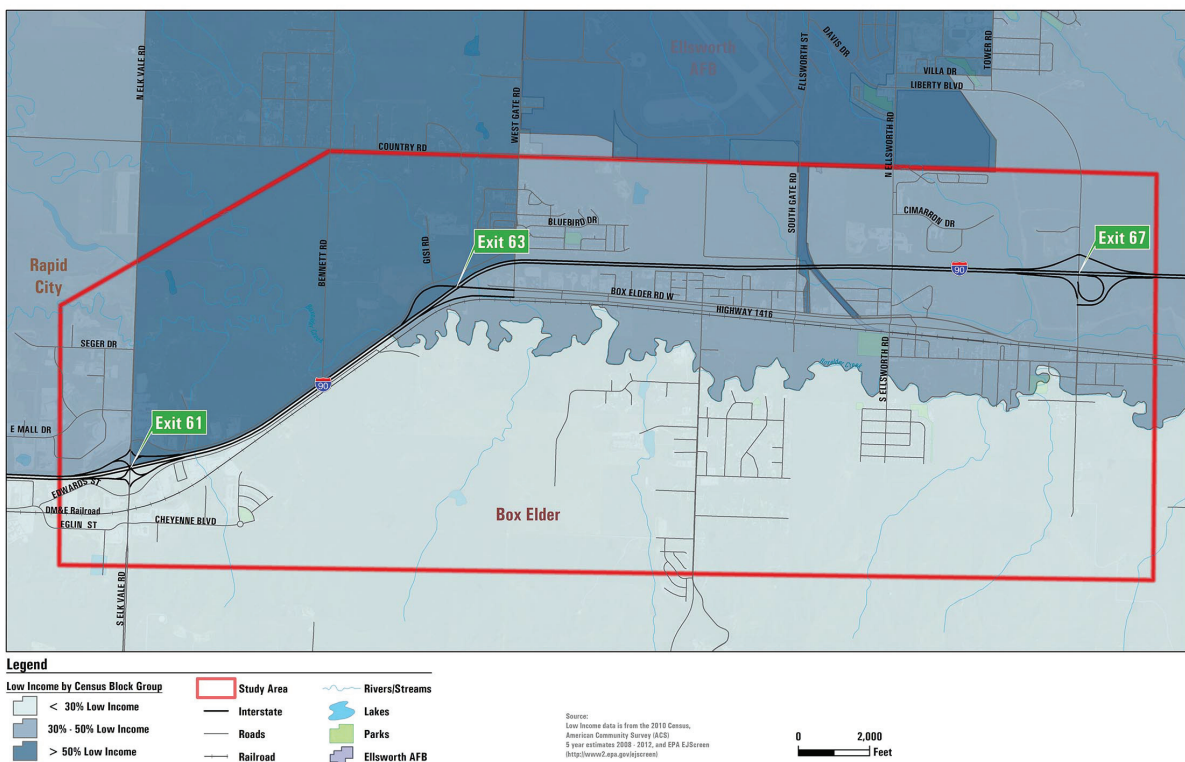 N ELK VALE RD
Ellsworth
AFB
ELLSWORTH ST
DAVIS DR
TOWER RD
VILLA DR
LIBERTY BLVD
WEST GATE RD
COUNTRY RD
N ELLSWORTH RD
SOUTH GATE RD
BLUEBIRD DR
CIMARRON DR
GISI RD
Exit 63
Exit 67
BENNETT RD
Rapid
City
90
BOX ELDER RD W
HIGHWAY 1416
SEGER DR
S ELLSWORTH RD
90
Exit 61
E MALL DR
EDWARDS ST
DM&E Railroad
EGLIN ST
CHEYENNE BLVD
Box Elder
S ELK VALE RD
Legend
Low Income by Census Block Group
< 30% Low Income
30% - 50% Low Income
> 50% Low Income
Study Area
Interstate
Roads
Railroad
Rivers/Streams
Lakes
Parks
Ellsworth AFB
Source:
Low Income data is from the 2010 Census,
American Community Survey (ACS)
5 year estimates 2008 - 2012, and EPA EJScreen
(http://www2.epa.gov/ejscreen)
0 2,000
Feet